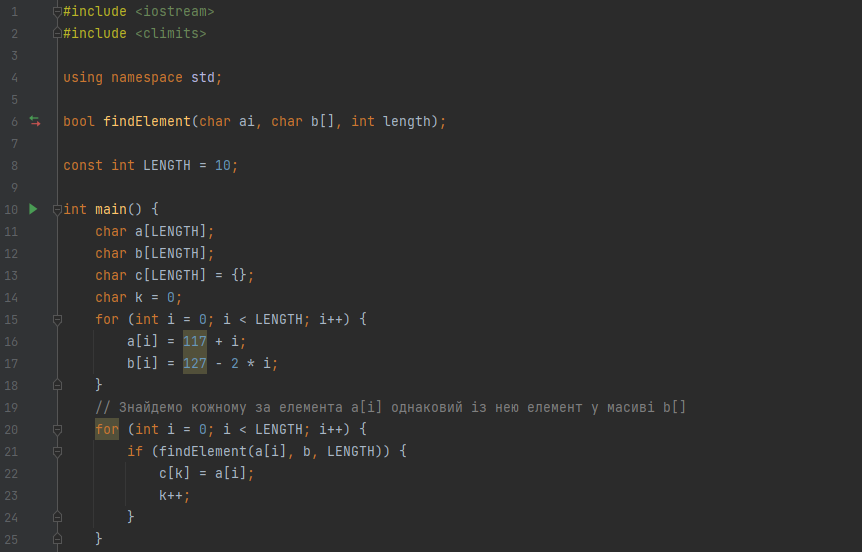 1 #include <iostream>
2 #include <climits>
3
4 using namespace std;
5
6 bool findElement(char ai, char b[], int length);
7
8 const int LENGTH = 10;
9
10 int main() {
11     char a[LENGTH];
12     char b[LENGTH];
13     char c[LENGTH] = {};
14     char k = 0;
15     for (int i = 0; i < LENGTH; i++) {
16         a[i] = 117 + i;
17         b[i] = 127 - 2 * i;
18     }
19     // Знайдемо кожному за елемента a[i] однаковий із нею елемент у масиві b[]
20     for (int i = 0; i < LENGTH; i++) {
21         if (findElement(a[i], b, LENGTH)) {
22             c[k] = a[i];
23             k++;
24         }
25     }